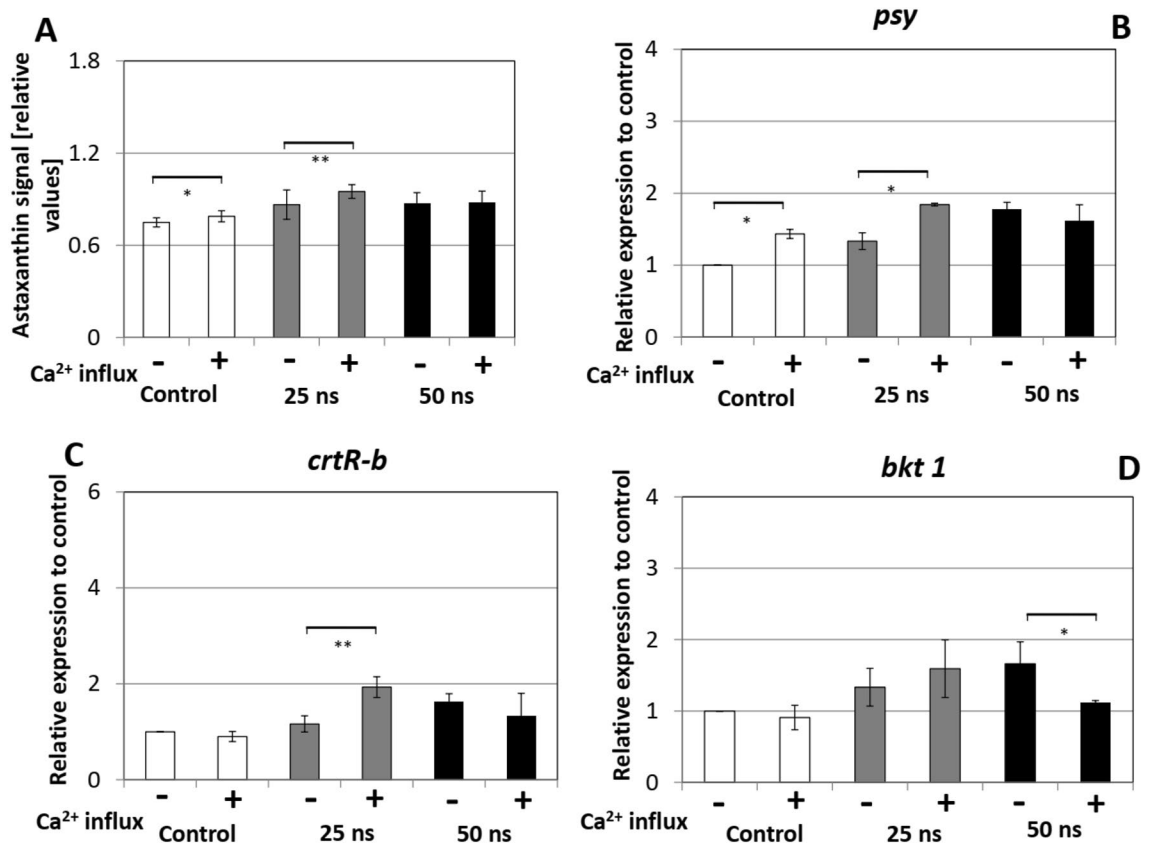 A
Astaxanthin signal [relative
values]
1.8
1.2
0.6
0
*
**
- + - + - +
Ca²⁺ influx
Control 25 ns 50 ns
psy
B
Relative expression to control
4
3
2
1
0
*
*
- + - + - +
Ca²⁺ influx
Control 25 ns 50 ns
C
crtR-b
Relative expression to control
6
4
2
0
**
- + - + - +
Ca²⁺ influx
Control 25 ns 50 ns
bkt 1
D
Relative expression to control
4
3
2
1
0
*
- + - + - +
Ca²⁺ influx
Control 25 ns 50 ns